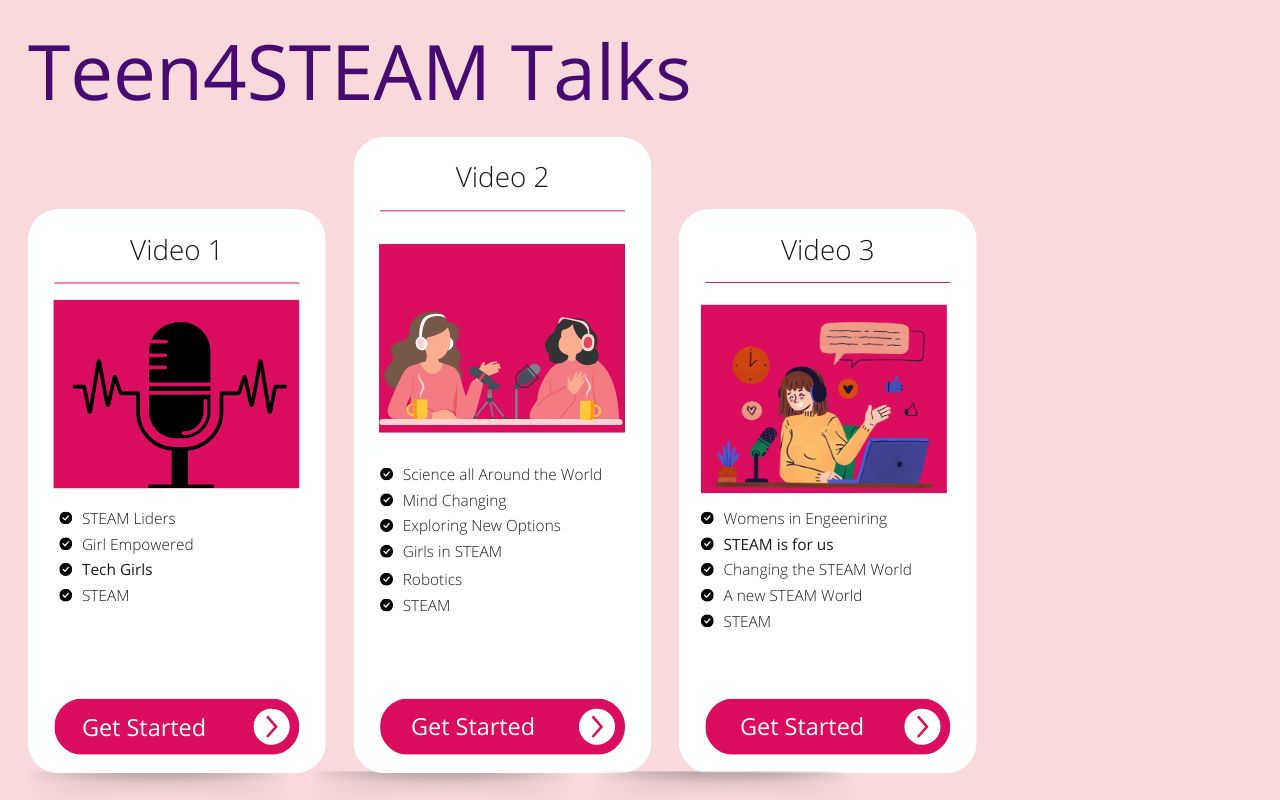 Teen4STEAM Talks
Video 1
STEAM Liders
Girl Empowered
Tech Girls
STEAM
Get Started
Video 2
Science all Around the World
Mind Changing
Exploring New Options
Girls in STEAM
Robotics
STEAM
Get Started
Video 3
Womens in Engeeniring
STEAM is for us
Changing the STEAM World
A new STEAM World
STEAM
Get Started